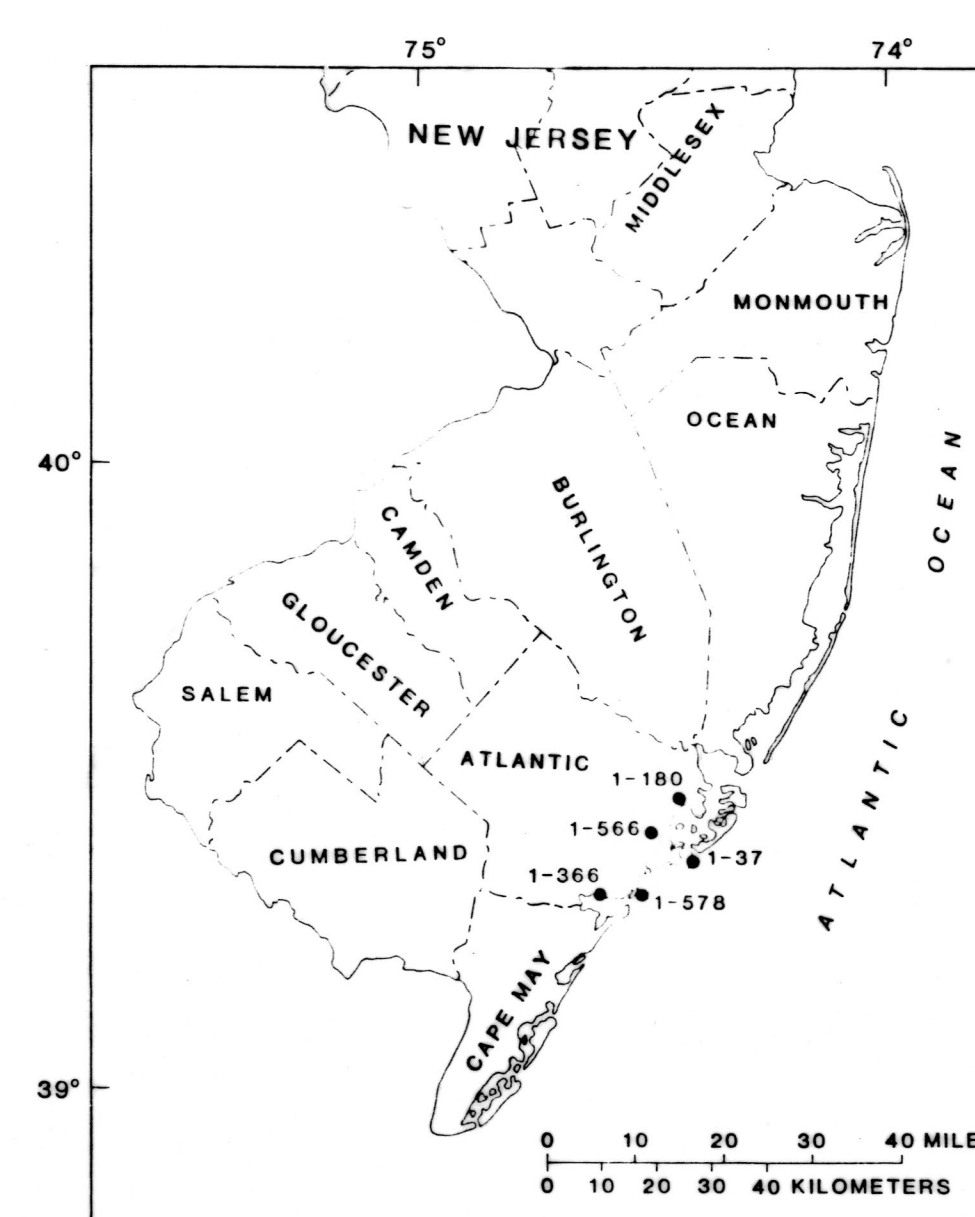 75°
74°
NEW JERSEY
MIDDLESEX
MONMOUTH
OCEAN
40°
OCEAN
BURLINGTON
CAMDEN
GLOUCESTER
SALEM
ATLANTIC
ATLANTIC
1-180
1-566
CUMBERLAND
1-37
1-366
1-578
CAPE MAY
39°
0 10 20 30 40 MILE
0 10 20 30 40 KILOMETERS